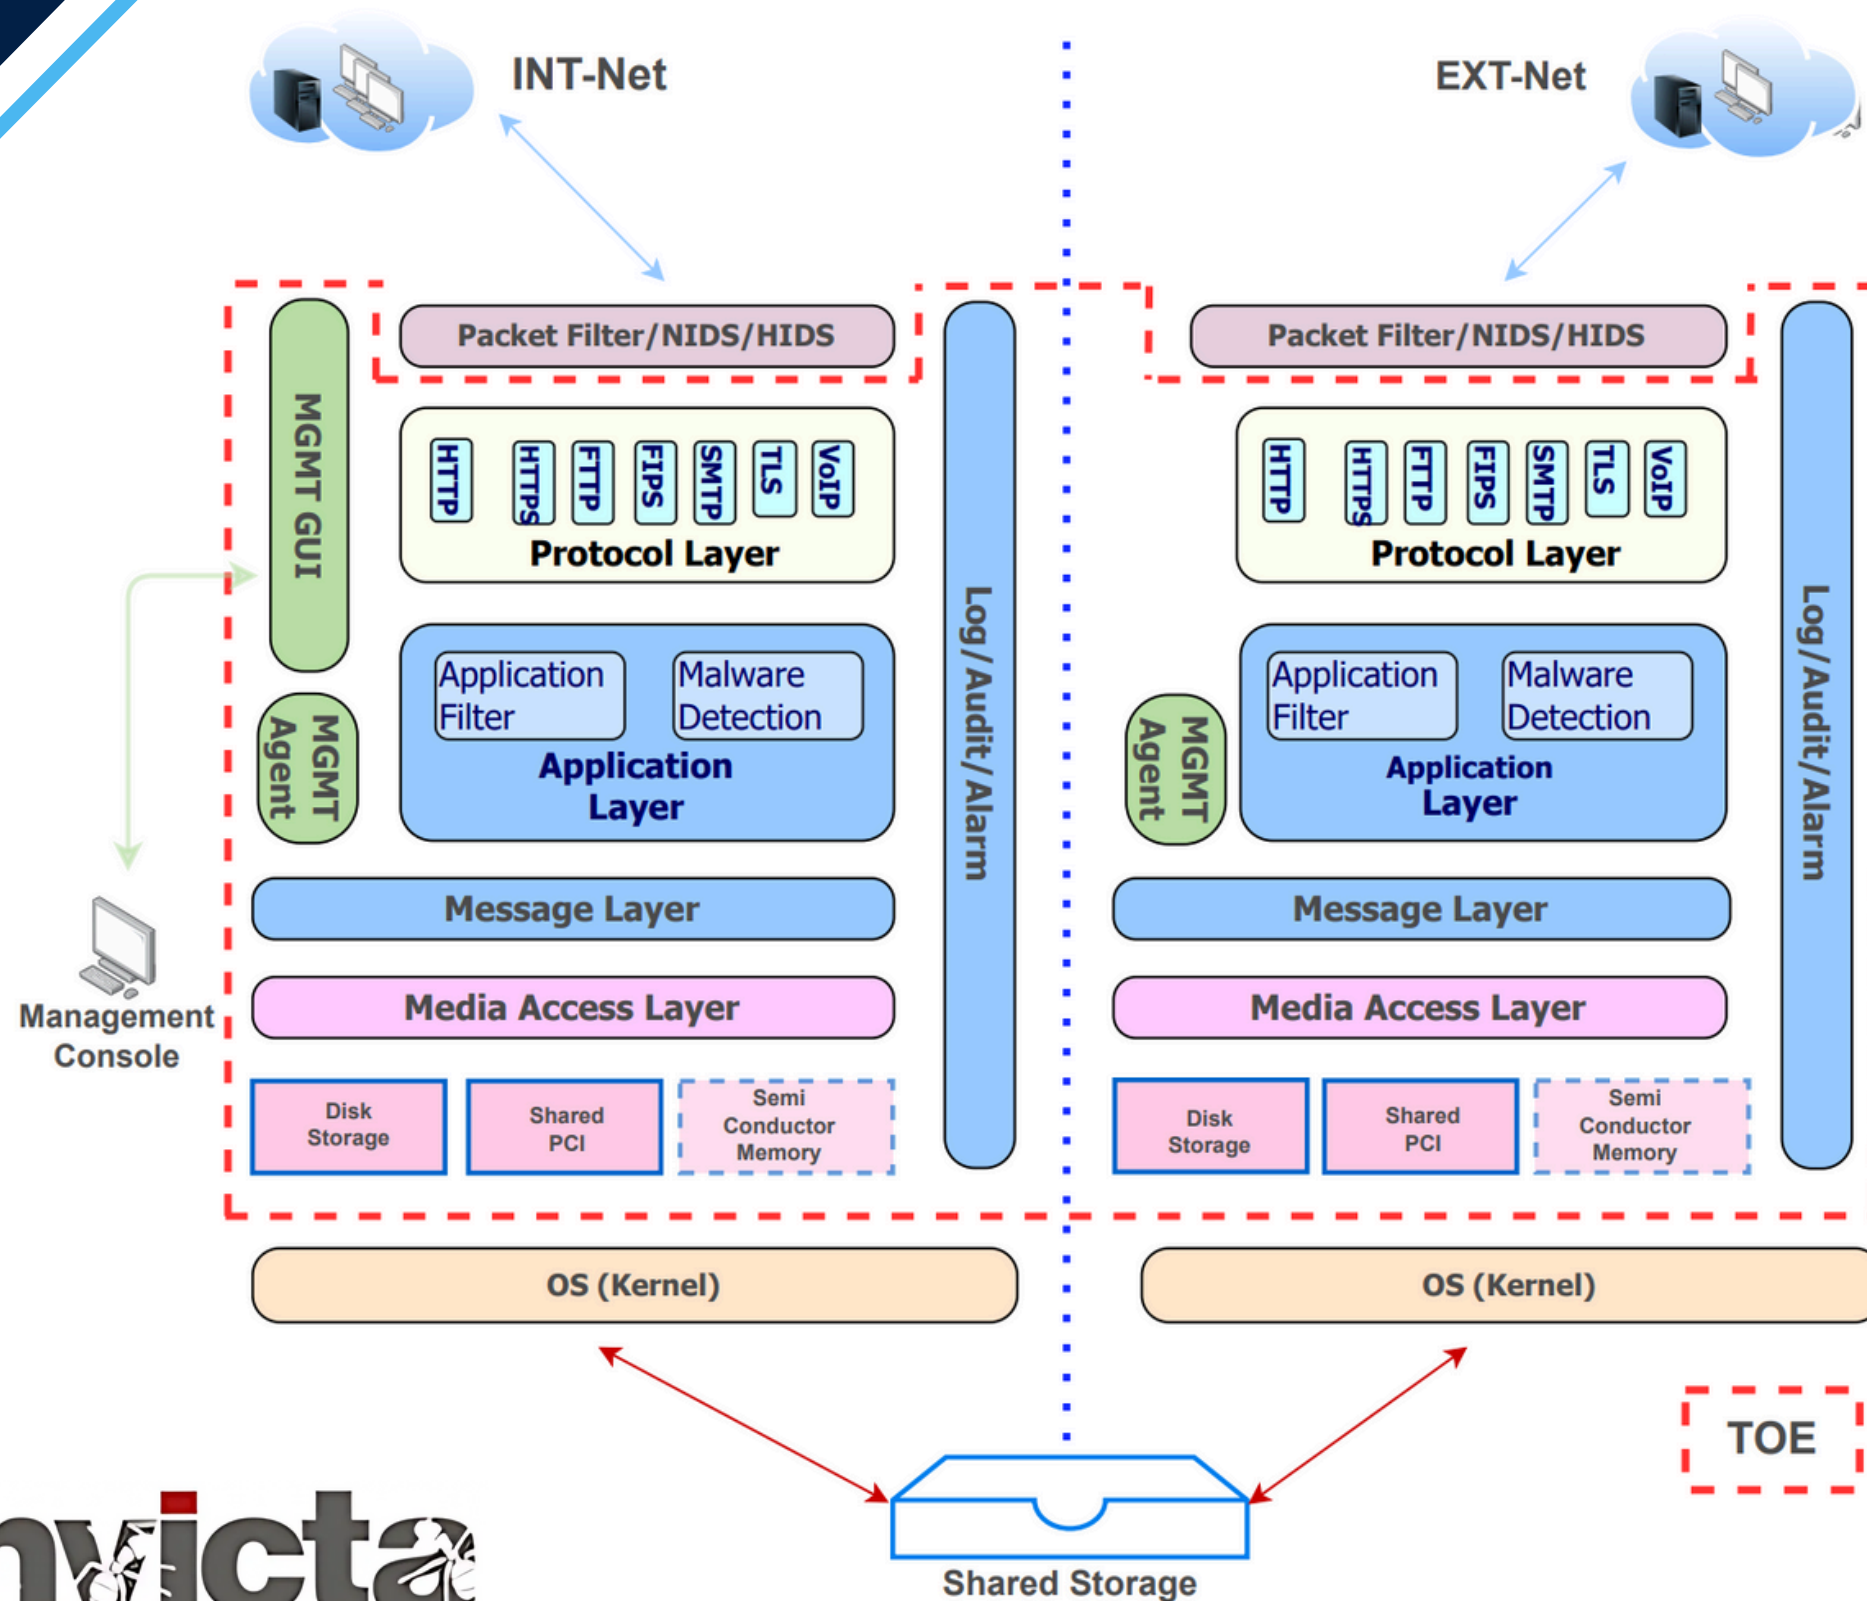 INT-Net
EXT-Net
Packet Filter/NIDS/HIDS
Packet Filter/NIDS/HIDS
MGMT GUI
HTTP
HTTPS
FTTP
FIPS
SMTP
TLS
VoIP
Protocol Layer
HTTP
HTTPS
FTTP
FIPS
SMTP
TLS
VoIP
Protocol Layer
Log/Audit/Alarm
Log/Audit/Alarm
MGMT
Agent
Application
Filter
Malware
Detection
Application
Layer
MGMT
Agent
Application
Filter
Malware
Detection
Application
Layer
Message Layer
Message Layer
Management
Console
Media Access Layer
Media Access Layer
Disk
Storage
Shared
PCI
Semi
Conductor
Memory
Disk
Storage
Shared
PCI
Semi
Conductor
Memory
OS (Kernel)
OS (Kernel)
TOE
nvicta
Shared Storage